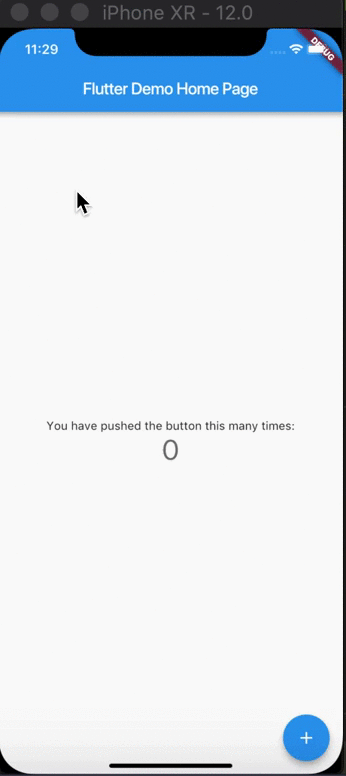 iPhone XR - 12.0
11:29
DEBUG
Flutter Demo Home Page
You have pushed the button this many times:
0
+